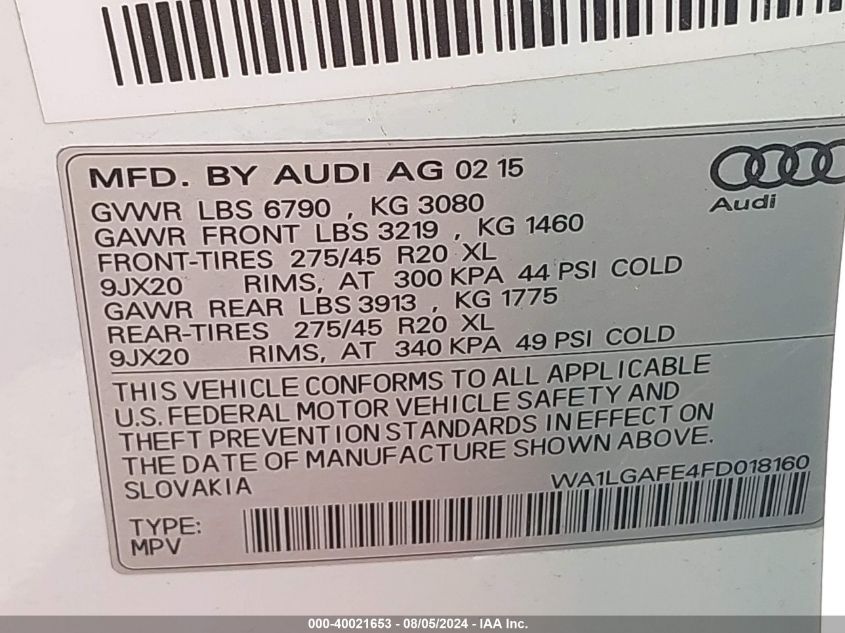 MFD. BY AUDI AG 02 15
Audi
GVWR LBS 6790 , KG 3080
GAWR FRONT LBS 3219 , KG 1460
FRONT-TIRES 275/45 R20 XL
9JX20 RIMS, AT 300 KPA 44 PSI COLD
GAWR REAR LBS 3913 , KG 1775
REAR-TIRES 275/45 R20 XL
9JX20 RIMS, AT 340 KPA 49 PSI COLD
THIS VEHICLE CONFORMS TO ALL APPLICABLE
U.S. FEDERAL MOTOR VEHICLE SAFETY AND
THEFT PREVENTION STANDARDS IN EFFECT ON
THE DATE OF MANUFACTURE SHOWN ABOVE.
SLOVAKIA
WA1LGAFE4FD018160
TYPE:
MPV
000-40021653 - 08/05/2024 - IAA Inc.